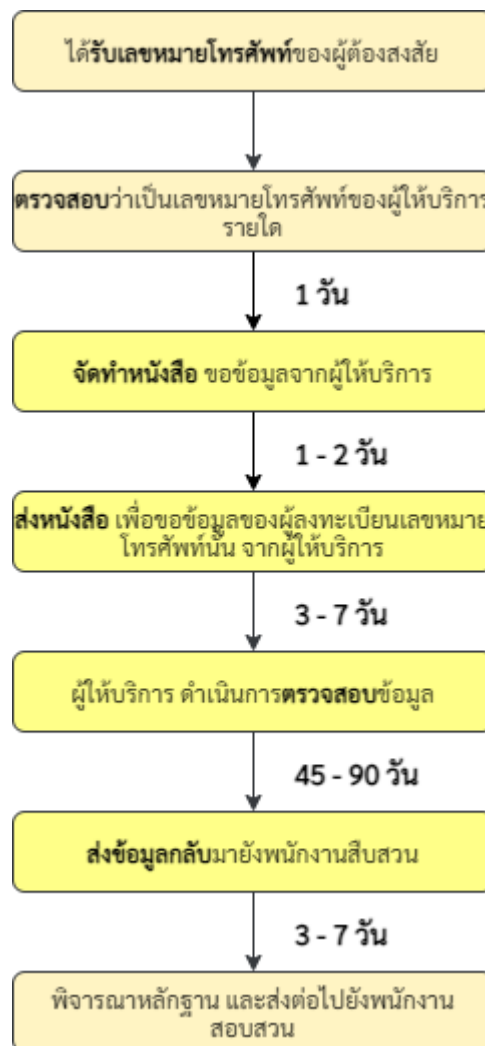 ได้รับเลขหมายโทรศัพท์ของผู้ต้องสงสัย
ตรวจสอบว่าเป็นเลขหมายโทรศัพท์ของผู้ให้บริการ
รายใด
1 วัน
จัดทำหนังสือ ขอข้อมูลจากผู้ให้บริการ
1 - 2 วัน
ส่งหนังสือ เพื่อขอข้อมูลของผู้ลงทะเบียนเลขหมาย
โทรศัพท์นั้น จากผู้ให้บริการ
3 - 7 วัน
ผู้ให้บริการ ดำเนินการตรวจสอบข้อมูล
45 - 90 วัน
ส่งข้อมูลกลับมายังพนักงานสืบสวน
3 - 7 วัน
พิจารณาหลักฐาน และส่งต่อไปยังพนักงาน
สอบสวน